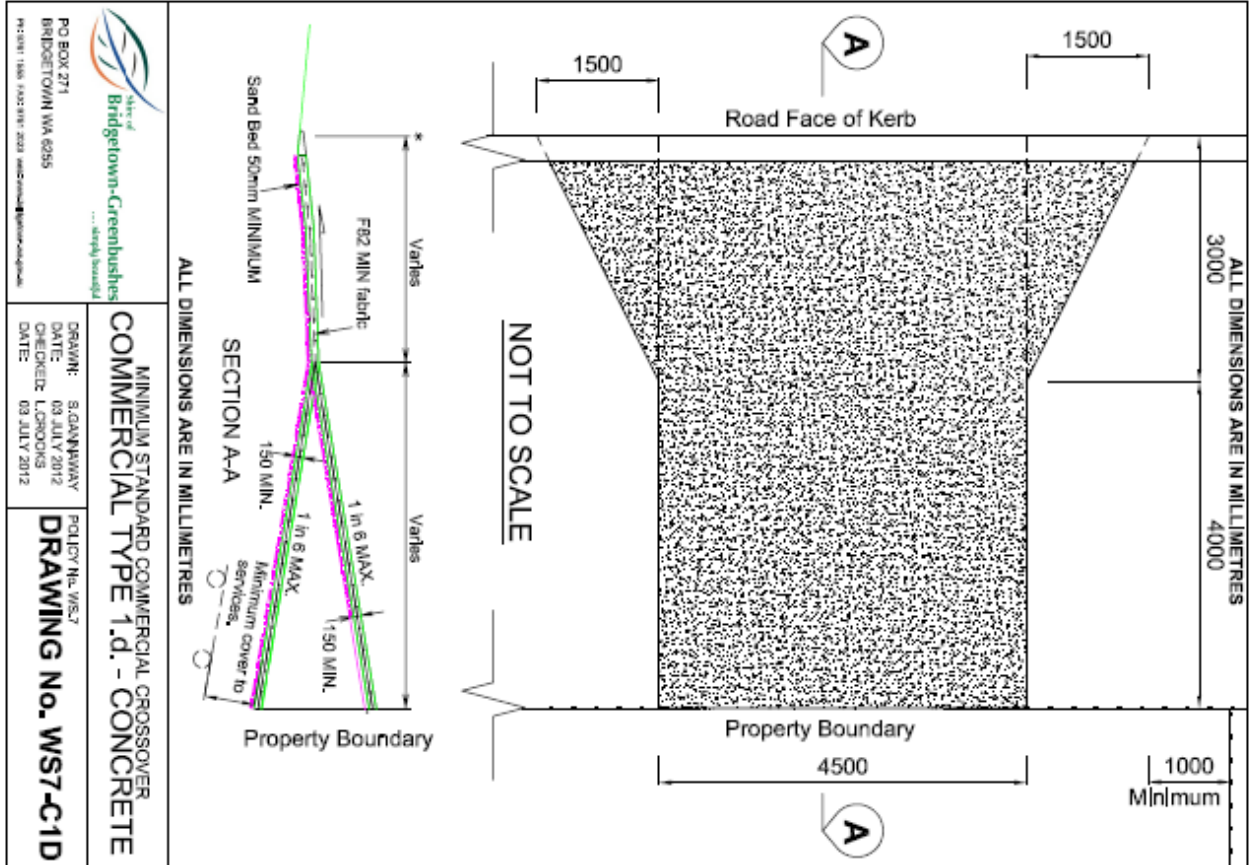 1500
A
1500
Road Face of Kerb
ALL DIMENSIONS ARE IN MILLIMETRES
3000
4000
NOT TO SCALE
Property Boundary
4500
1000
Minimum
A
*
Varies
Varies
Sand Bed 50mm MINIMUM
F82 MIN fabric
SECTION A-A
150 MIN.
1 in 6 MAX.
1 in 6 MAX.
150 MIN.
Minimum cover to
services.
Property Boundary
ALL DIMENSIONS ARE IN MILLIMETRES
Shire of
Bridgetown-Greenbushes
.... simply beautiful
PO BOX 271
BRIDGETOWN WA 6255
MINIMUM STANDARD COMMERCIAL CROSSOVER
COMMERCIAL TYPE 1.d. - CONCRETE
DRAWN: S.GANNAWAY
DATE: 03 JULY 2012
CHECKED: L.CROOKS
DATE: 03 JULY 2012
POLICY No. WS.7
DRAWING No. WS7-C1D